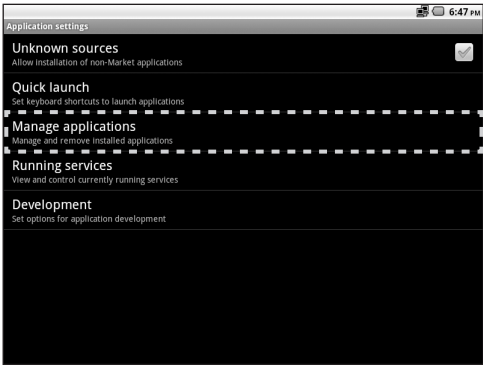 6:47 PM
Application settings
Unknown sources
Allow installation of non-Market applications
Quick launch
Set keyboard shortcuts to launch applications
Manage applications
Manage and remove installed applications
Running services
View and control currently running services
Development
Set options for application development